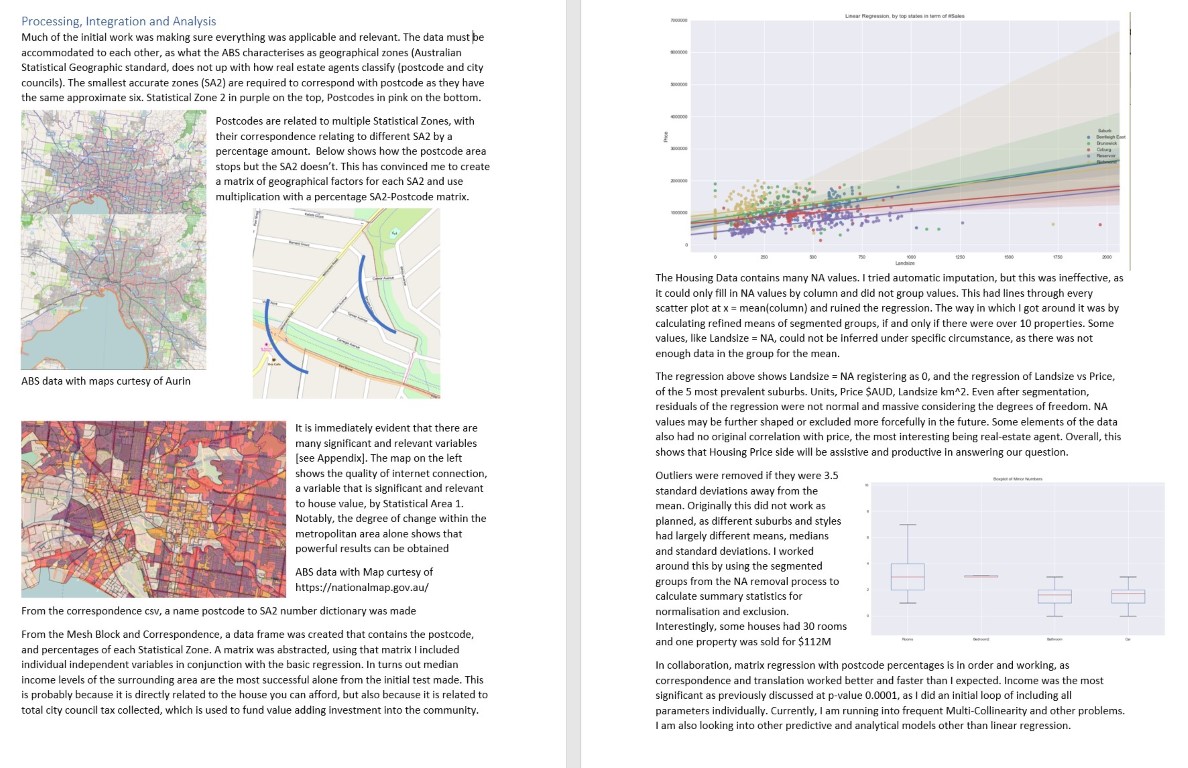 Processing, Integration and Analysis
Much of the initial work was ensuring everything was applicable and relevant. The data must be
accommodated to each other, as what the ABS characterises as geographical zones (Australian
Statistical Geographic standard, does not up with how real estate agents classify (postcode and city
councils). The smallest accurate zones (SA2) are required to correspond with postcode as they have
the same approximate six. Statistical Zone 2 in purple on the top, Postcodes in pink on the bottom.
Postcodes are related to multiple Statistical Zones, with
their correspondence relating to different SA2 by a
percentage amount. Below shows how the postcode area
stops but the SA2 doesn't. This has convinced me to create
a matrix of geographical factors for each SA2 and use
multiplication with a percentage SA2-Postcode matrix.
ABS data with maps curtesy of Aurin
It is immediately evident that there are
many significant and relevant variables
[see Appendix]. The map on the left
shows the quality of internet connection,
a variable that is significant and relevant
to house value, by Statistical Area 1.
Notably, the degree of change within the
metropolitan area alone shows that
powerful results can be obtained
ABS data with Map curtesy of
https://nationalmap.gov.au/
From the correspondence csv, a name postcode to SA2 number dictionary was made
From the Mesh Block and Correspondence, a data frame was created that contains the postcode,
and percentages of each Statistical Zone. A matrix was constructed, using that matrix I included
individual independent variables in conjunction with the basic regression. In turns out median
income levels of the surrounding area are the most successful alone from the initial test made. This
is probably because it is directly related to the house you can afford, but also because it is related to
total city council tax collected, which is used to fund value adding investment into the community.
Linear Regression, by top states in term of #Sales
7000000
6000000
5000000
4000000
3000000
2000000
1000000
0
Price
0 250 500 750 1000 1250 1500 1750 2000
Landsize
Suburb
Bentleigh East
Brunswick
Coburg
Reservoir
Richmond
The Housing Data contains many NA values. I tried automatic imputation, but this was ineffective, as
it could only fill in NA values by column and did not group values. This had lines through every
scatter plot at x = mean(column) and ruined the regression. The way in which I got around it was by
calculating refined means of segmented groups, if and only if there were over 10 properties. Some
values, like Landsize = NA, could not be inferred under specific circumstance, as there was not
enough data in the group for the mean.
The regression above shows Landsize = NA registering as 0, and the regression of Landsize vs Price,
of the 5 most prevalent suburbs. Units, Price $AUD, Landsize km^2. Even after segmentation,
residuals of the regression were not normal and massive considering the degrees of freedom. NA
values may be further shaped or excluded more forcefully in the future. Some elements of the data
also had no original correlation with price, the most interesting being real-estate agent. Overall, this
shows that Housing Price side will be assistive and productive in answering our question.
Outliers were removed if they were 3.5
standard deviations away from the
mean. Originally this did not work as
planned, as different suburbs and styles
had largely different means, medians
and standard deviations. I worked
around this by using the segmented
groups from the NA removal process to
calculate summary statistics for
normalisation and exclusion.
Interestingly, some houses had 30 rooms
and one property was sold for $112M
Boxplot of Minor Numbers
10
8
6
4
2
0
Rooms Bedroom2 Bathroom Car
In collaboration, matrix regression with postcode percentages is in order and working, as
correspondence and translation worked better and faster than I expected. Income was the most
significant as previously discussed at p-value 0.0001, as I did an initial loop of including all
parameters individually. Currently, I am running into frequent Multi-Collinearity and other problems.
I am also looking into other predictive and analytical models other than linear regression.